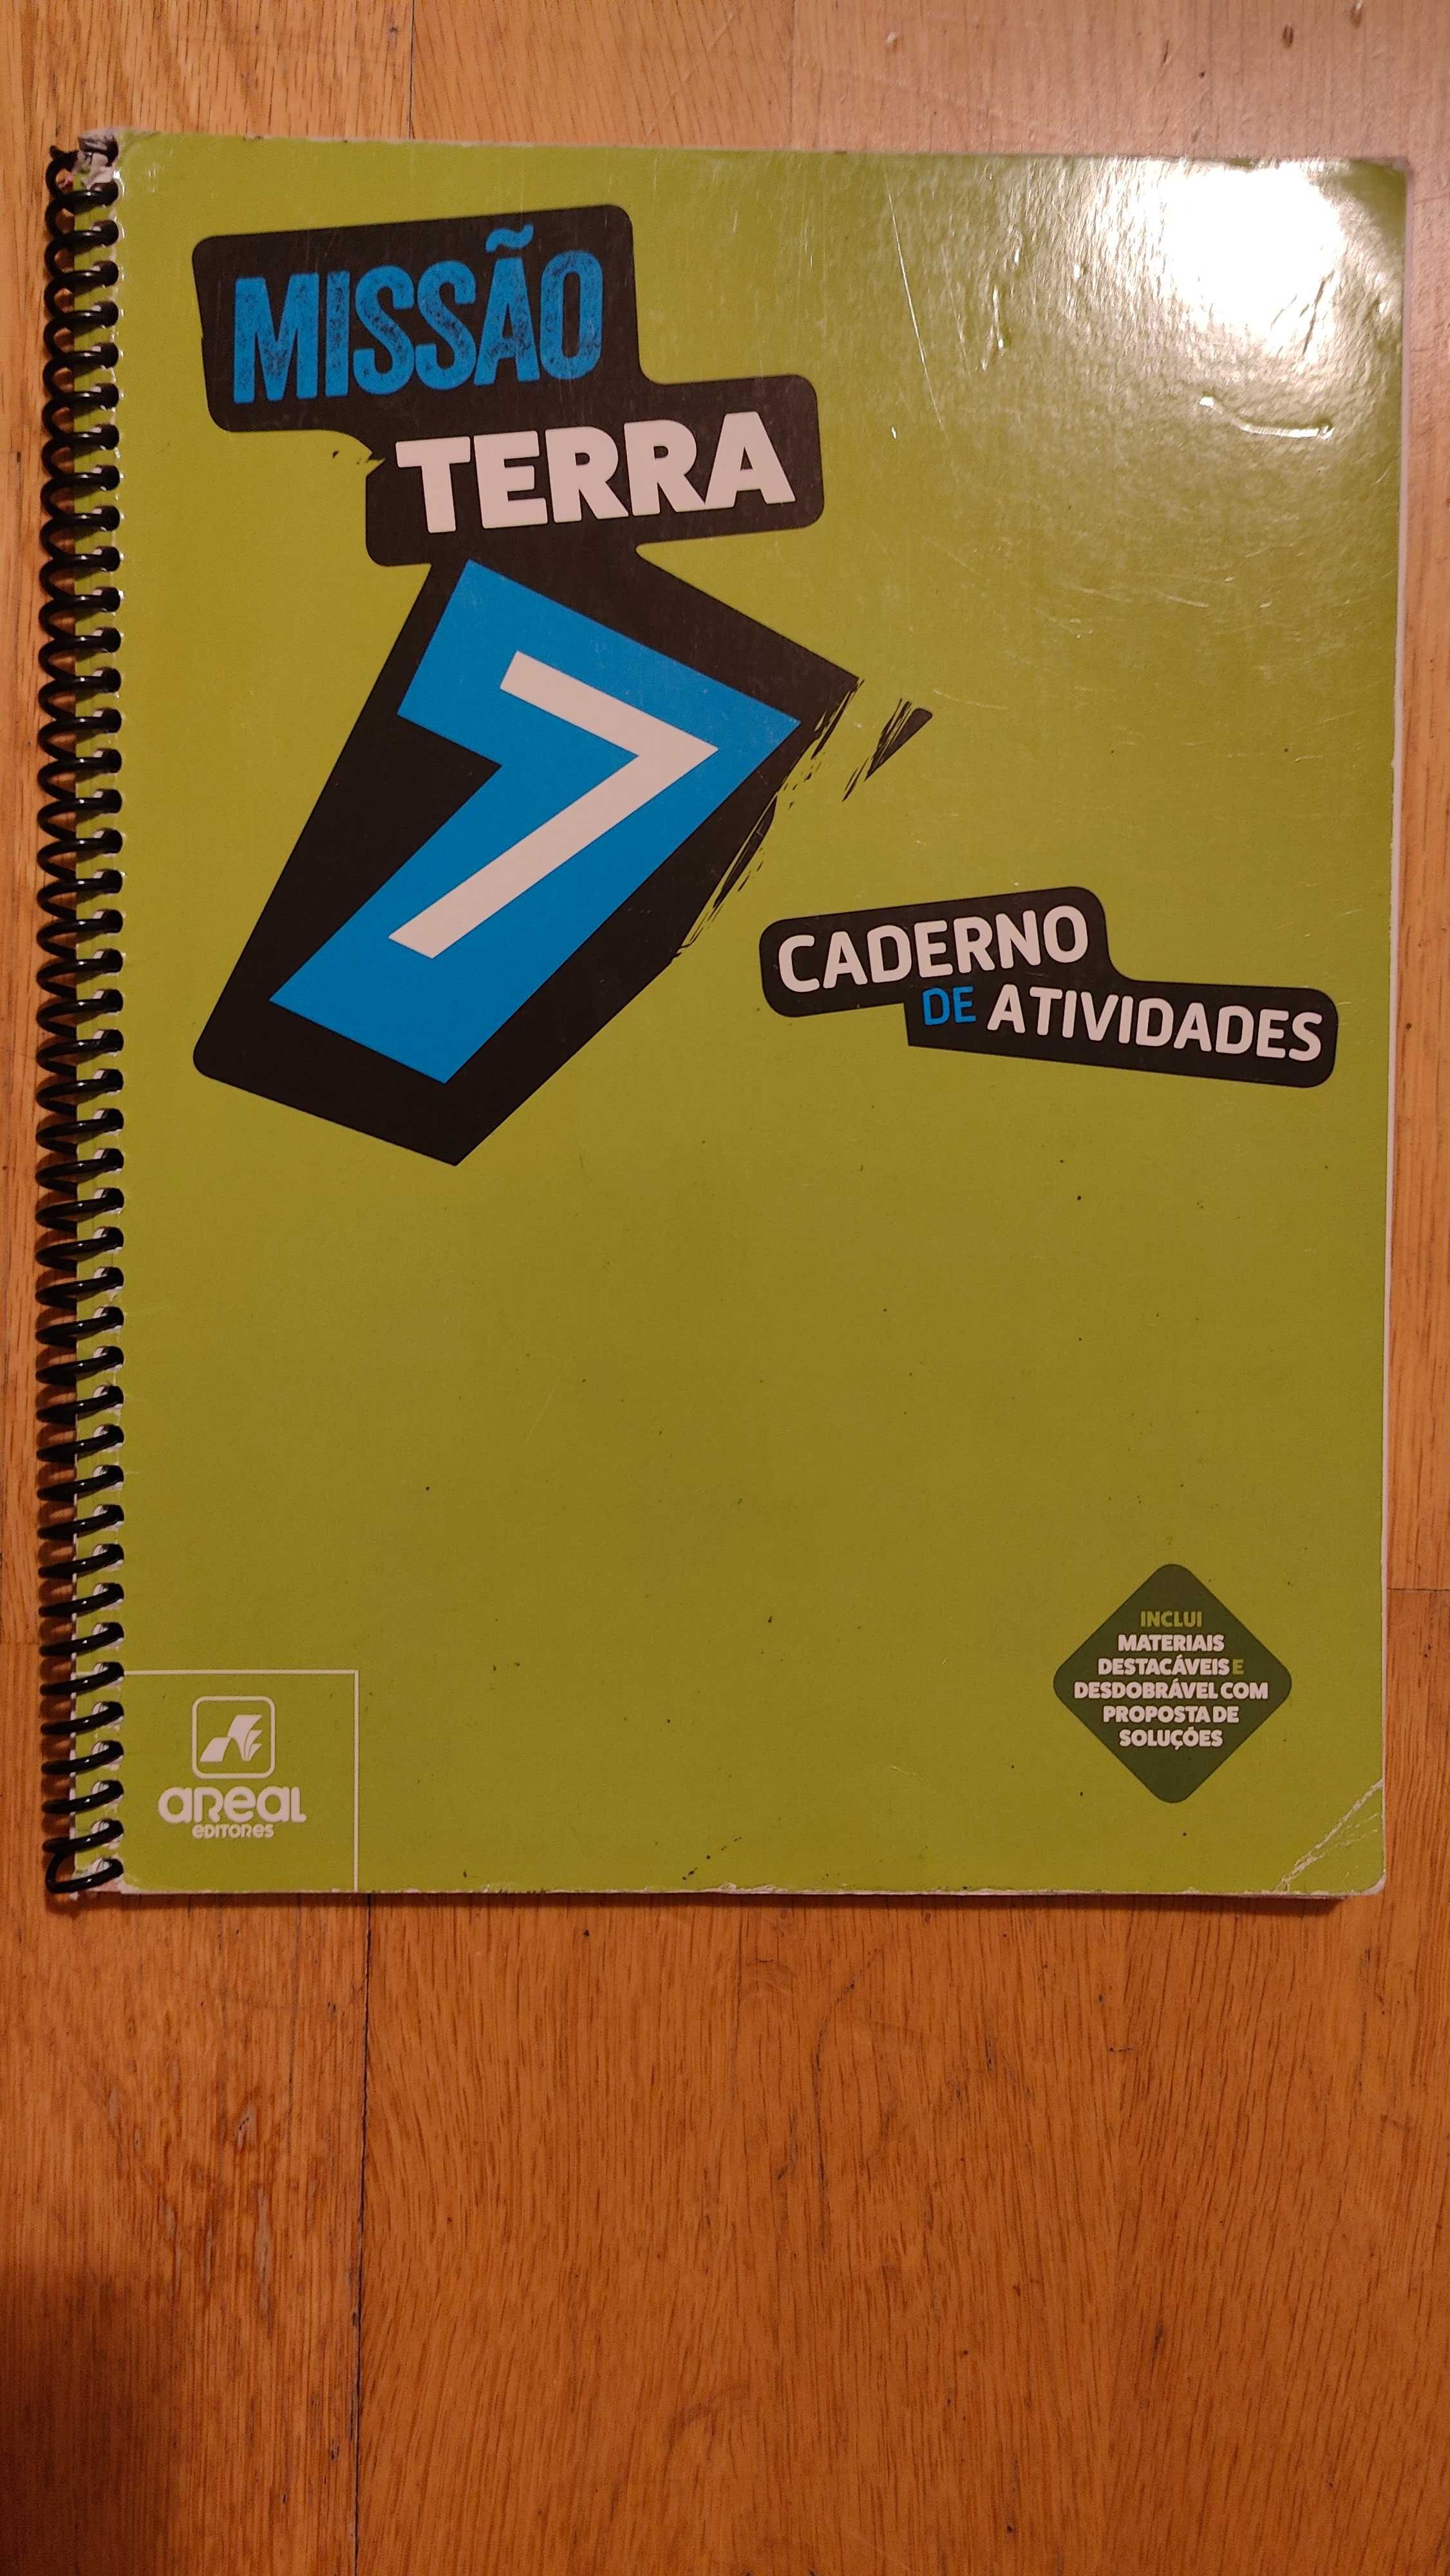 MISSÃO
TERRA
7
CADERNO
DE ATIVIDADES
INCLUI
MATERIAIS
DESTACÁVEIS E
DESDOBRÁVEL COM
PROPOSTA DE
SOLUÇÕES
aReaL
eDITORes